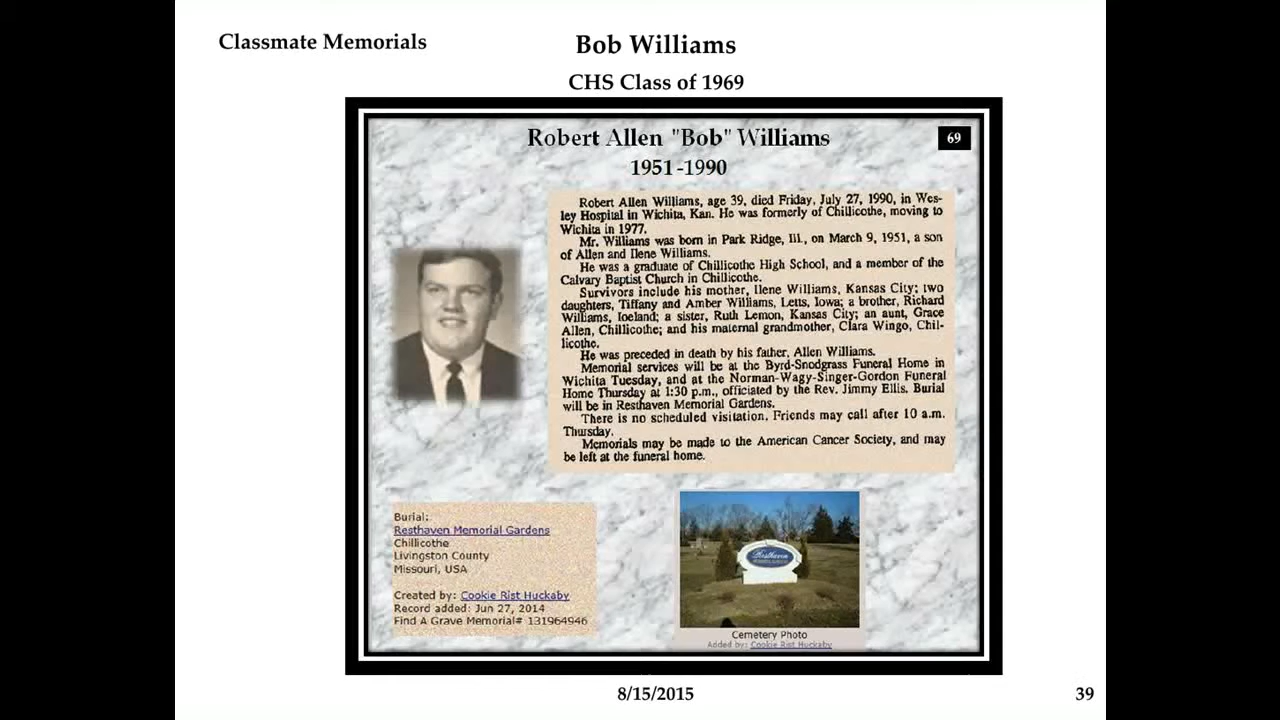 Classmate Memorials
Bob Williams
CHS Class of 1969
Robert Allen "Bob" Williams
69
1951-1990
Robert Allen Williams, age 39, died Friday, July 27, 1990, in Wes-
ley Hospital in Wichita, Kan. He was formerly of Chillicothe, moving to
Wichita in 1977.
Mr. Williams was born in Park Ridge, Ill., on March 9, 1951, a son
of Allen and Ilene Williams.
He was a graduate of Chillicothe High School, and a member of the
Calvary Baptist Church in Chillicothe.
Survivors include his mother, Ilene Williams, Kansas City; two
daughters, Tiffany and Amber Williams, Letts, Iowa; a brother, Richard
Williams, Iceland; a sister, Ruth Lemon, Kansas City; an aunt, Grace
Allen, Chillicothe; and his maternal grandmother, Clara Wingo, Chil-
licothe.
He was preceded in death by his father, Allen Williams.
Memorial services will be at the Byrd-Snodgrass Funeral Home in
Wichita Tuesday, and at the Norman-Wagy-Singer-Gordon Funeral
Home Thursday at 1:30 p.m., officiated by the Rev. Jimmy Ellis. Burial
will be in Resthaven Memorial Gardens.
There is no scheduled visitation. Friends may call after 10 a.m.
Thursday.
Memorials may be made to the American Cancer Society, and may
be left at the funeral home.
Burial:
Resthaven Memorial Gardens
Chillicothe
Livingston County
Missouri, USA
Created by: Cookie Rist Huckaby
Record added: Jun 27, 2014
Find A Grave Memorial# 131964946
Resthaven
Cemetery Photo
Added by: Cookie Rist Huckaby
8/15/2015
39